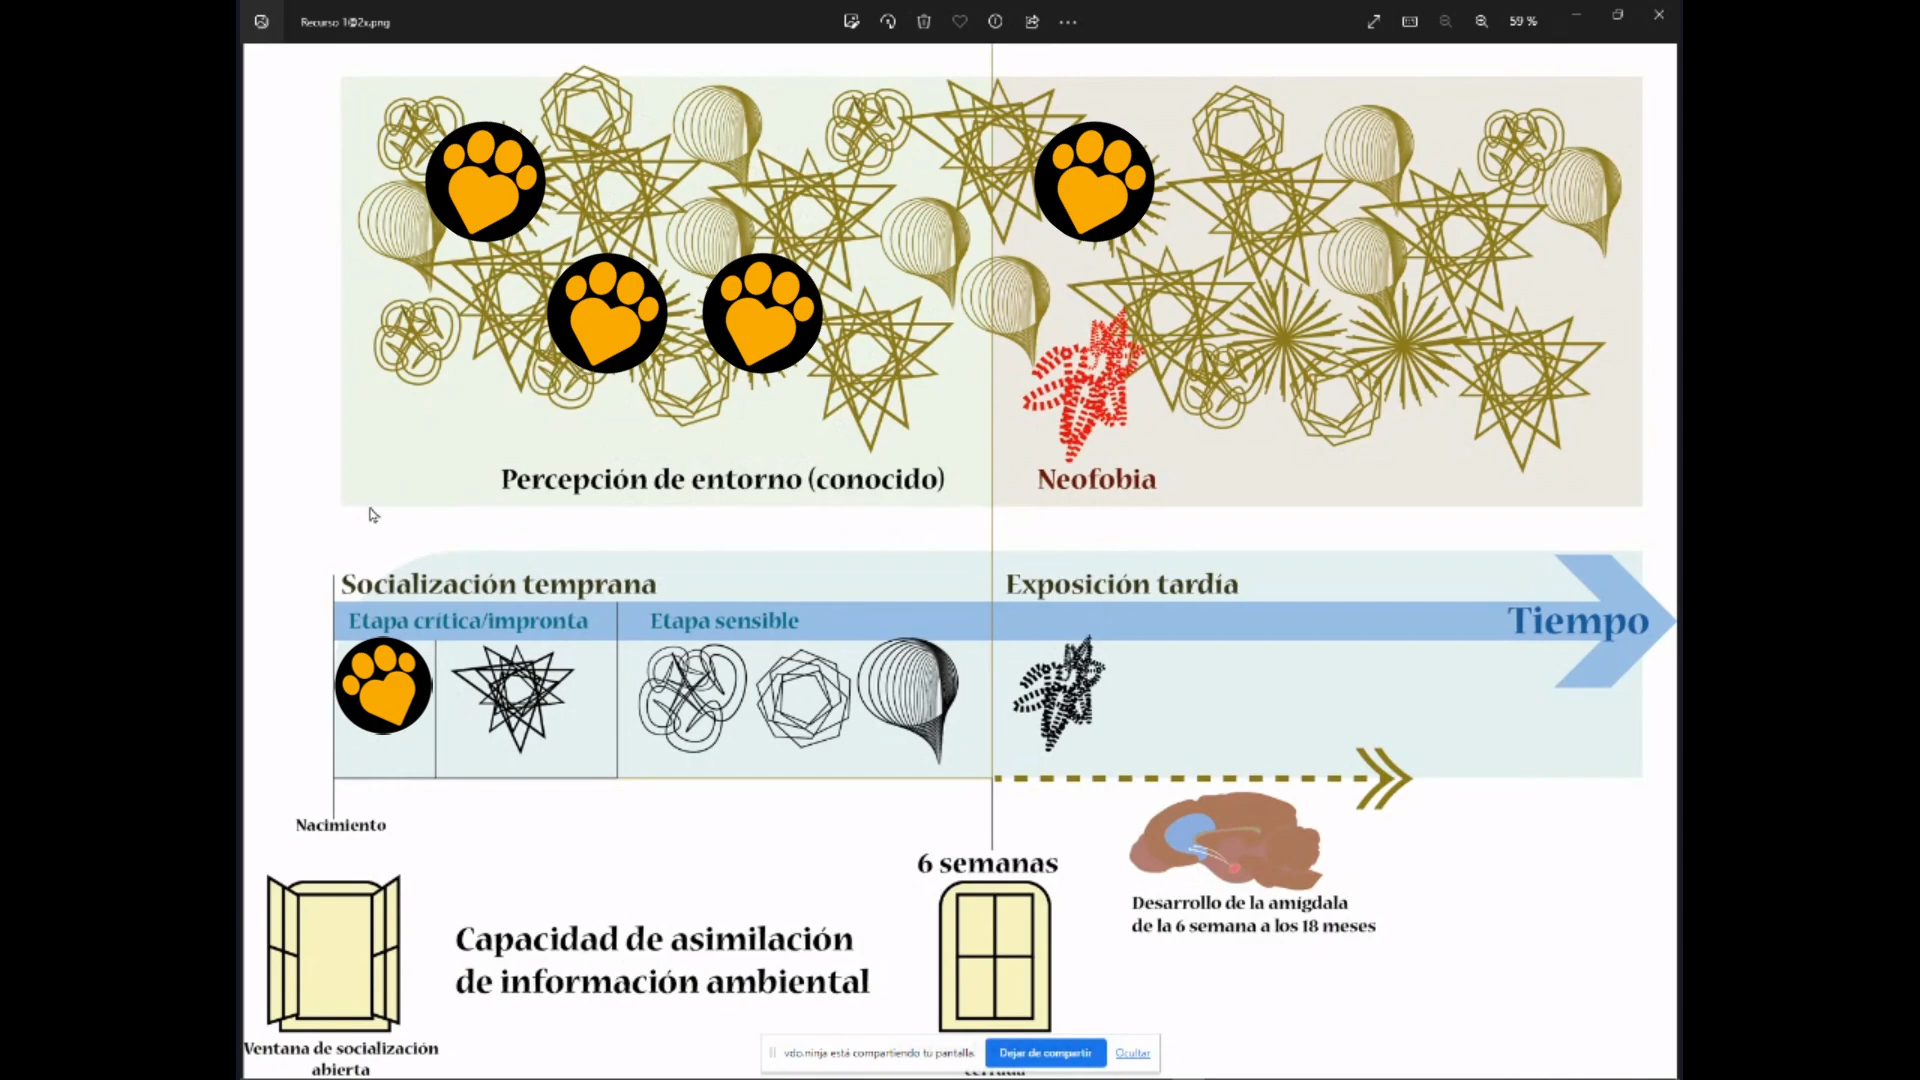 Recurso 1@2x.png
59 %
Percepción de entorno (conocido)
Neofobia
Socialización temprana
Exposición tardía
Etapa crítica/impronta
Etapa sensible
Tiempo
Nacimiento
6 semanas
Desarrollo de la amígdala
de la 6 semana a los 18 meses
Capacidad de asimilación
de información ambiental
Ventana de socialización
abierta
vdo.ninja está compartiendo tu pantalla.
Dejar de compartir
Ocultar